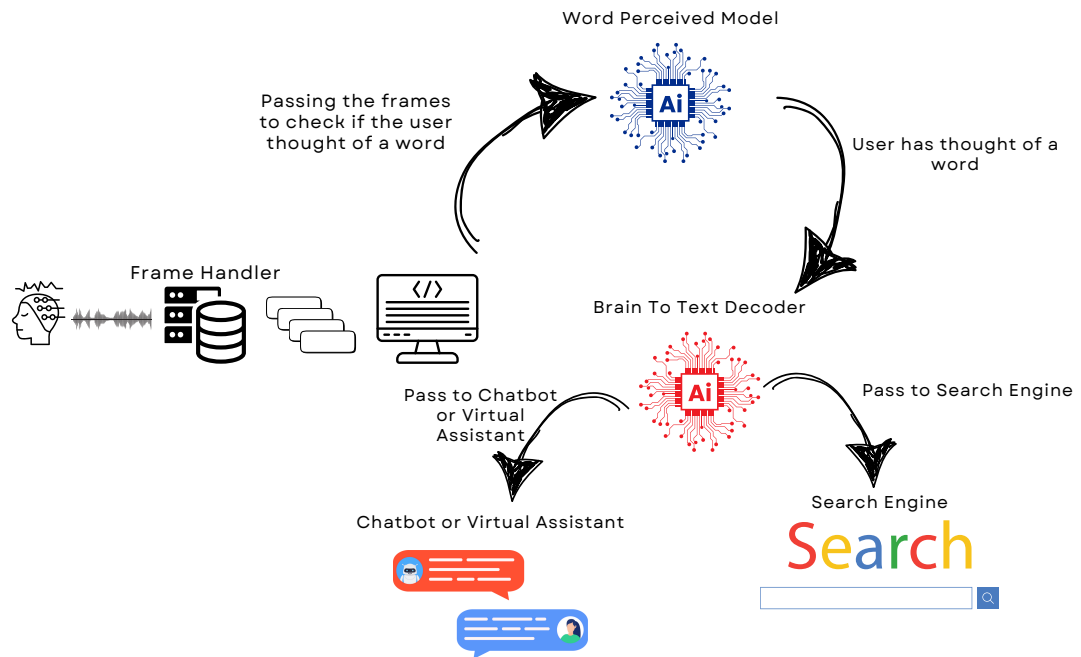 Word Perceived Model
Ai
Passing the frames
to check if the user
thought of a word
User has thought of a
word
Frame Handler
</>
Brain To Text Decoder
Ai
Pass to Chatbot
or Virtual
Assistant
Pass to Search Engine
Chatbot or Virtual Assistant
Search Engine
Search